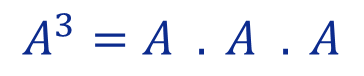 A³ = A . A . A